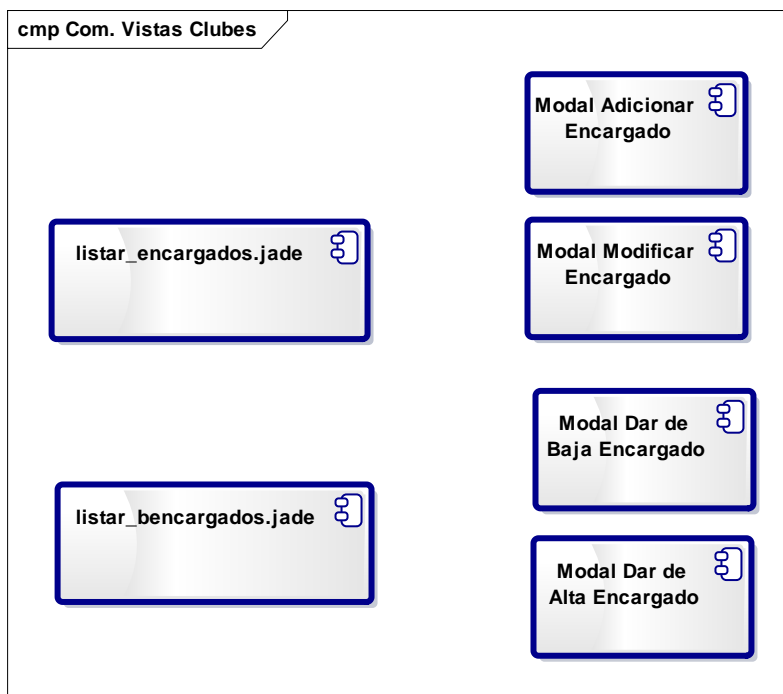 cmp Com. Vistas Clubes
Modal Adicionar
Encargado
listar_encargados.jade
Modal Modificar
Encargado
Modal Dar de
Baja Encargado
listar_bencargados.jade
Modal Dar de
Alta Encargado